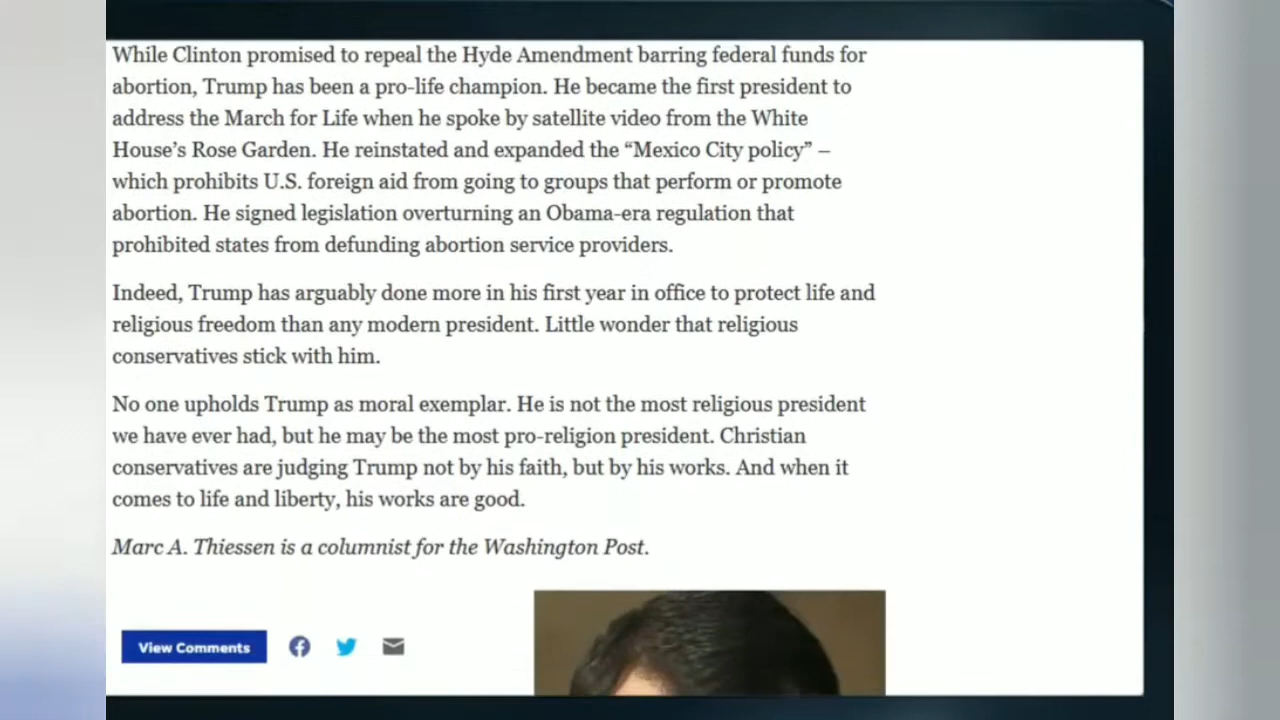 While Clinton promised to repeal the Hyde Amendment barring federal funds for
abortion, Trump has been a pro-life champion. He became the first president to
address the March for Life when he spoke by satellite video from the White
House’s Rose Garden. He reinstated and expanded the “Mexico City policy” –
which prohibits U.S. foreign aid from going to groups that perform or promote
abortion. He signed legislation overturning an Obama-era regulation that
prohibited states from defunding abortion service providers.
Indeed, Trump has arguably done more in his first year in office to protect life and
religious freedom than any modern president. Little wonder that religious
conservatives stick with him.
No one upholds Trump as moral exemplar. He is not the most religious president
we have ever had, but he may be the most pro-religion president. Christian
conservatives are judging Trump not by his faith, but by his works. And when it
comes to life and liberty, his works are good.
Marc A. Thiessen is a columnist for the Washington Post.
View Comments